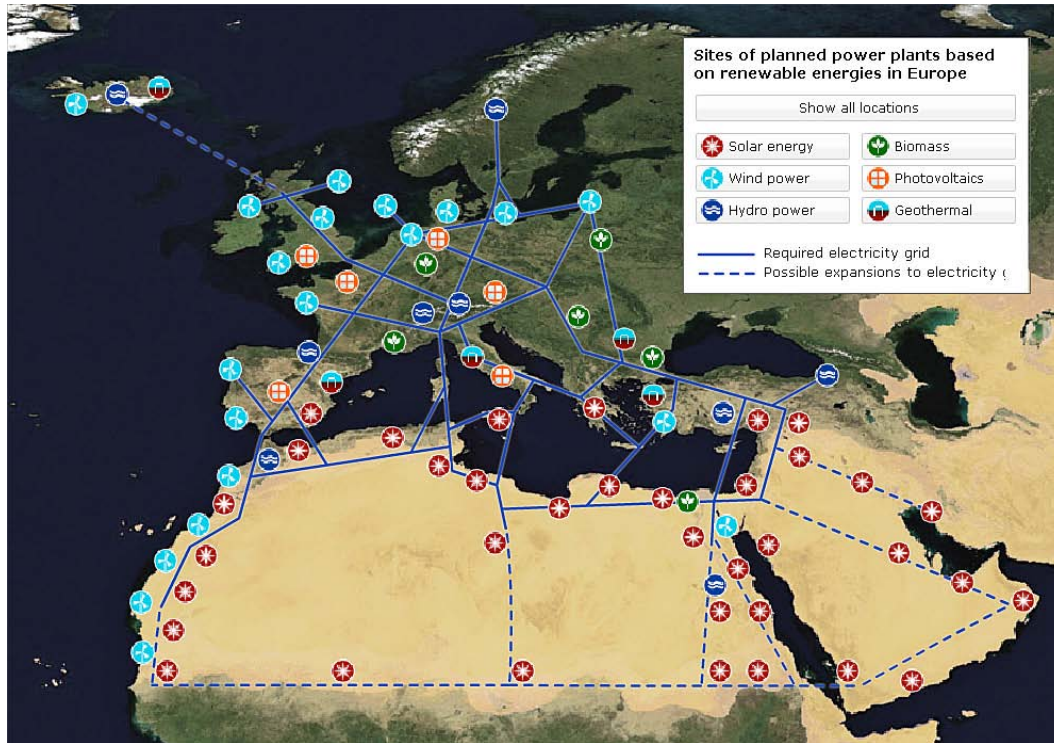 Sites of planned power plants based
on renewable energies in Europe
Show all locations
Solar energy
Biomass
Wind power
Photovoltaics
Hydro power
Geothermal
Required electricity grid
Possible expansions to electricity